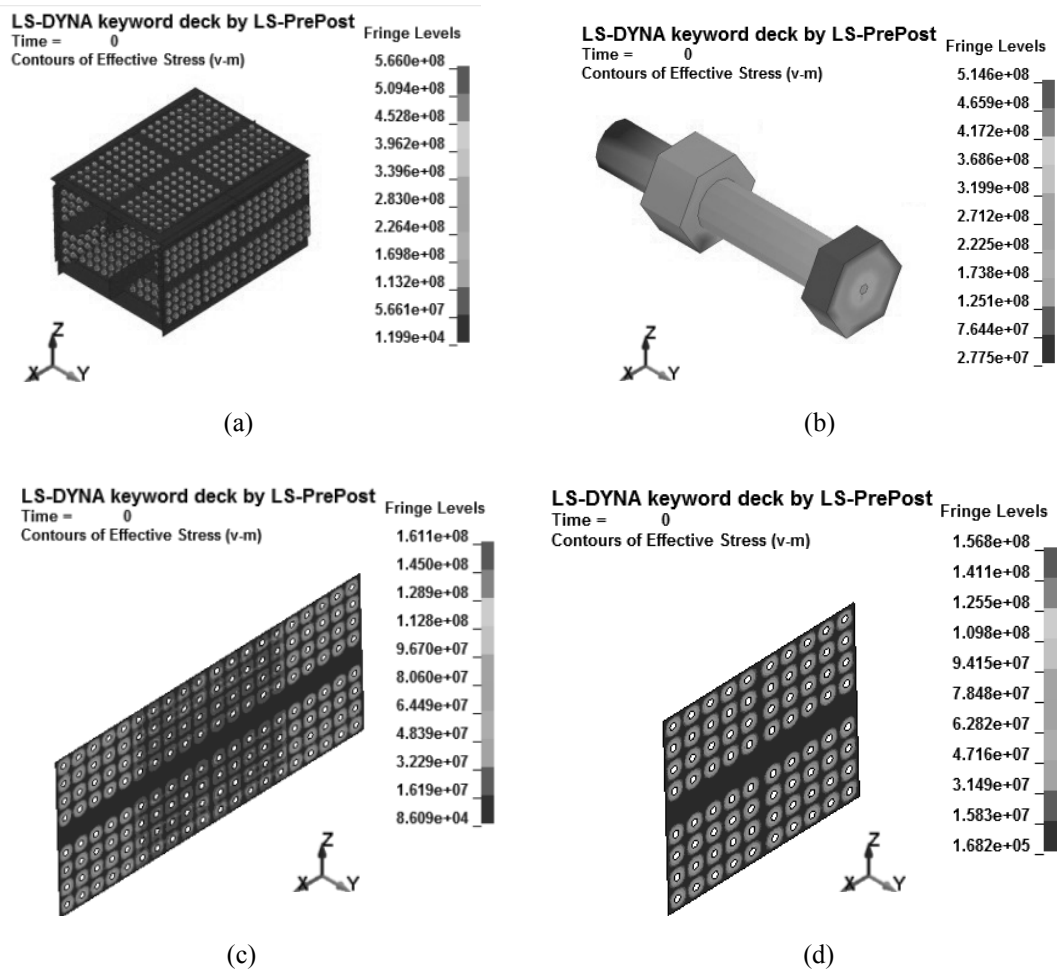 LS-DYNA keyword deck by LS-PrePost
Time = 0
Contours of Effective Stress (v-m)
Fringe Levels
5.660e+08
5.094e+08
4.528e+08
3.962e+08
3.396e+08
2.830e+08
2.264e+08
1.698e+08
1.132e+08
5.661e+07
1.199e+04
Z
X
Y
(a)
LS-DYNA keyword deck by LS-PrePost
Time = 0
Contours of Effective Stress (v-m)
Fringe Levels
5.146e+08
4.659e+08
4.172e+08
3.686e+08
3.199e+08
2.712e+08
2.225e+08
1.738e+08
1.251e+08
7.644e+07
2.775e+07
Z
X
Y
(b)
LS-DYNA keyword deck by LS-PrePost
Time = 0
Contours of Effective Stress (v-m)
Fringe Levels
1.611e+08
1.450e+08
1.289e+08
1.128e+08
9.670e+07
8.060e+07
6.449e+07
4.839e+07
3.229e+07
1.619e+07
8.609e+04
Z
X
Y
(c)
LS-DYNA keyword deck by LS-PrePost
Time = 0
Contours of Effective Stress (v-m)
Fringe Levels
1.568e+08
1.411e+08
1.255e+08
1.098e+08
9.415e+07
7.848e+07
6.282e+07
4.716e+07
3.149e+07
1.583e+07
1.682e+05
Z
X
Y
(d)